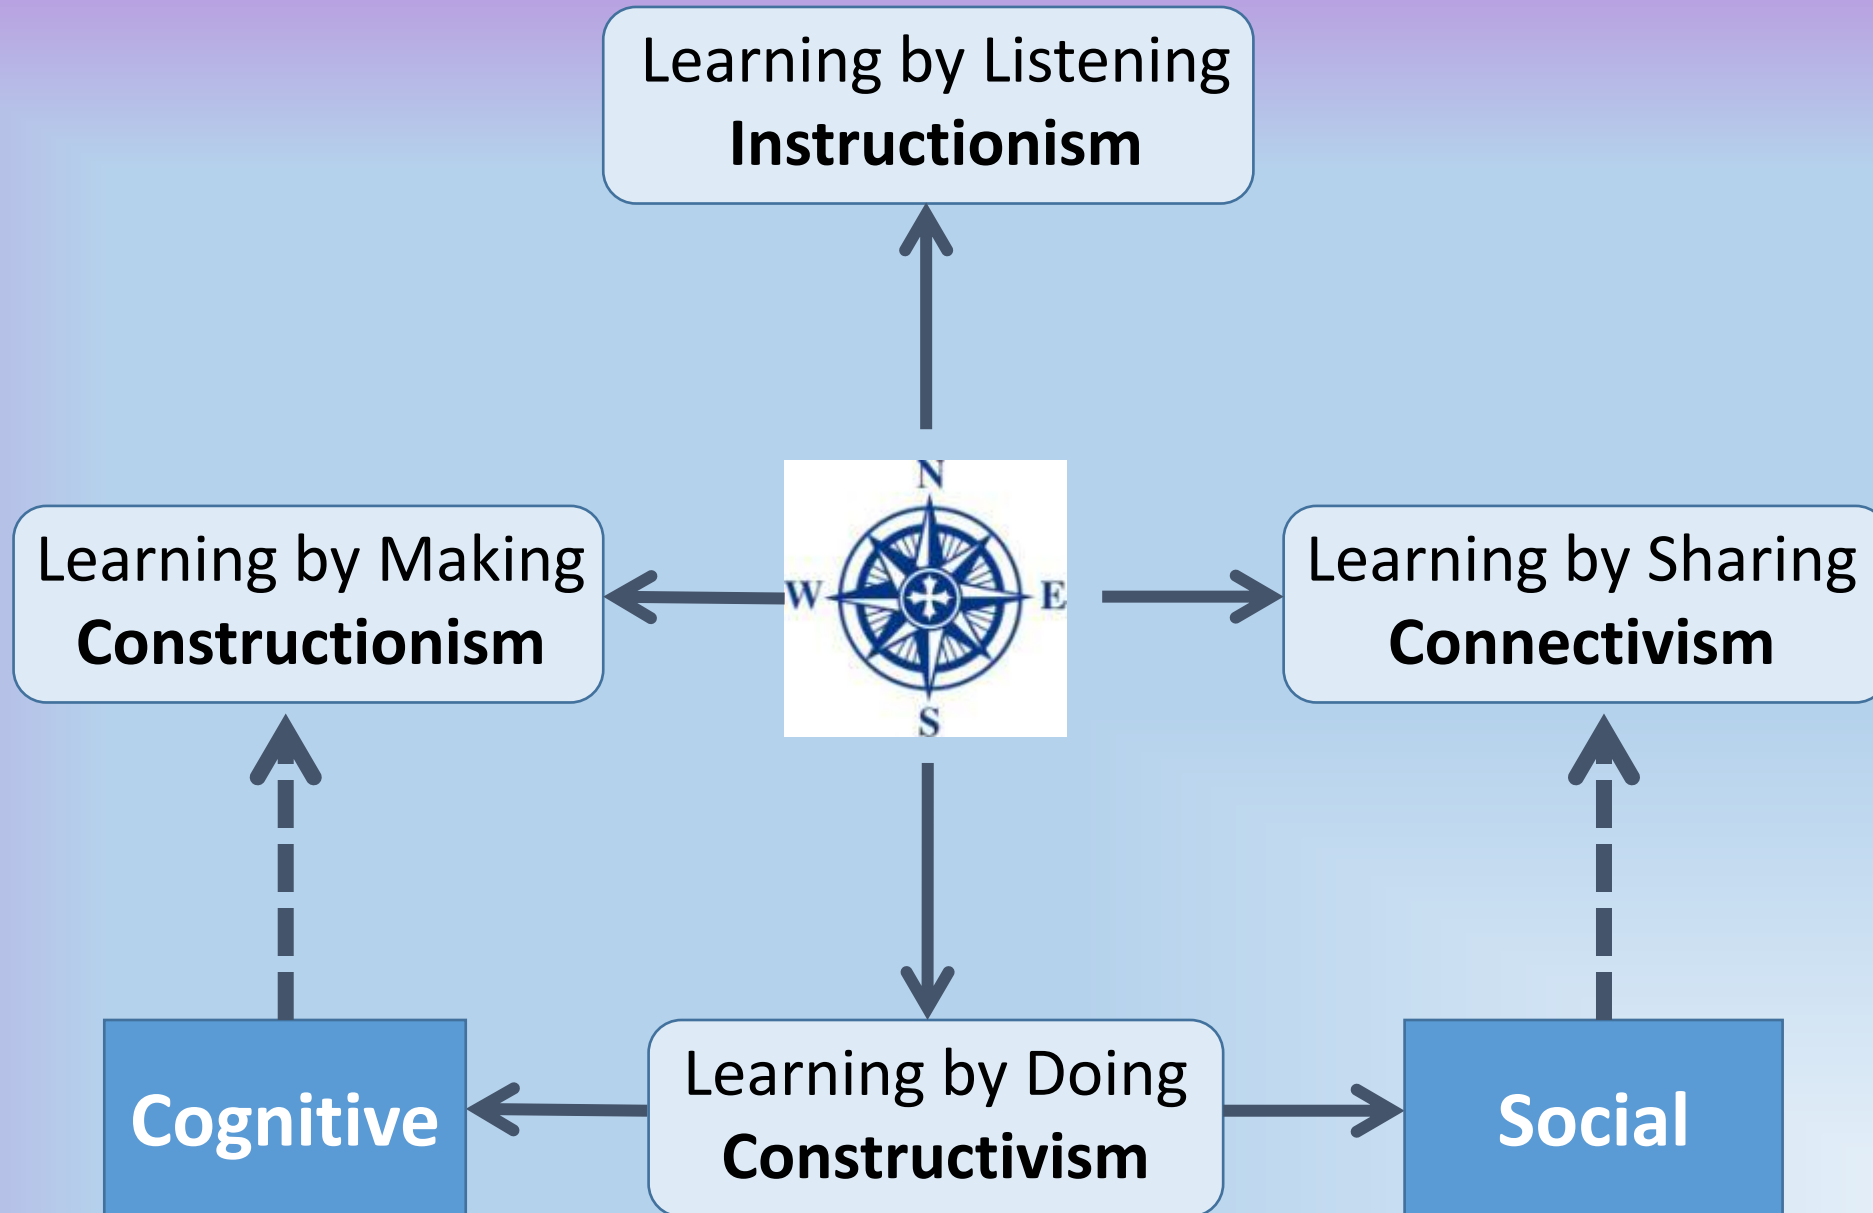 Learning by Listening
Instructionism
N
Learning by Making
Constructionism
W
E
Learning by Sharing
Connectivism
S
Cognitive
Learning by Doing
Constructivism
Social